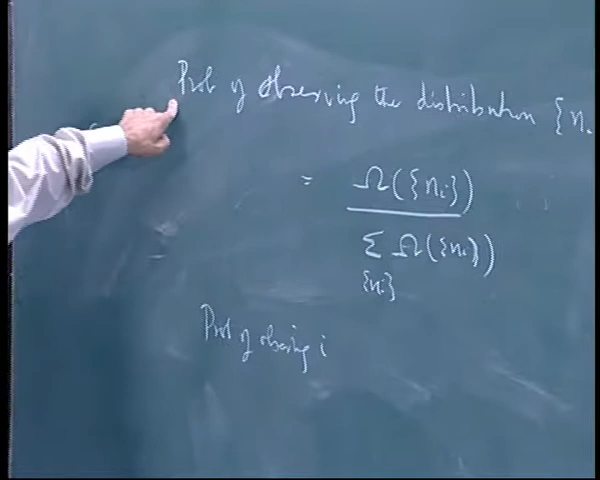 Prob of observing the distribution {n.
= Ω({ni})
Σ Ω({ni})
{ni}
Prob of observing i